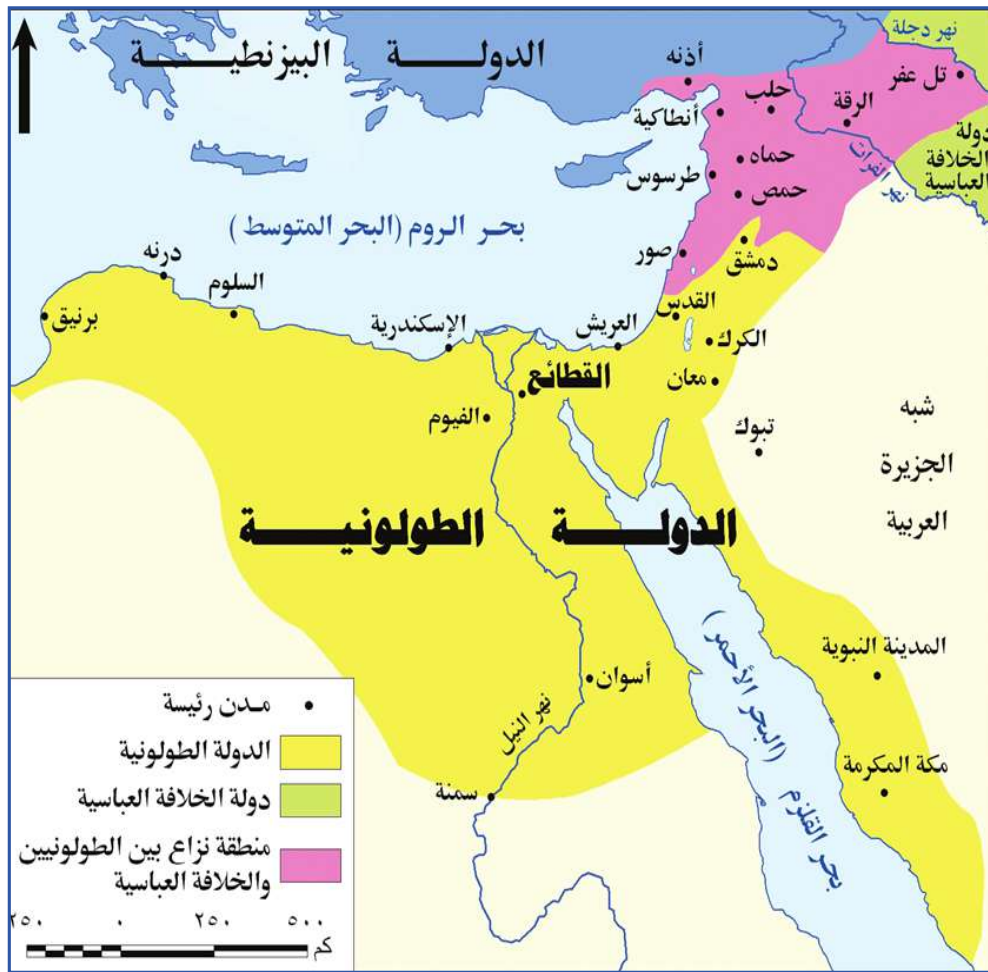 الدولة البيزنطية
نهر دجلة
أذنه
تل عفر
حلب
الرقة
أنطاكية
دولة
الخلافة
العباسية
حماه
طرسوس
حمص
نهر الفرات
بحر الروم (البحر المتوسط)
صور
دمشق
درنه
السلوم
القدس
برنيق
الإسكندرية
العريش
الكرك
القطائع
معان
الفيوم
تبوك
شبه
الجزيرة
العربية
الدولة الطولونية
المدينة النبوية
أسوان
بحر القلزم (البحر الأحمر)
نهر النيل
مكة المكرمة
سمنة
مدن رئيسة
الدولة الطولونية
دولة الخلافة العباسية
منطقة نزاع بين الطولونيين
والخلافة العباسية
٢٥٠ ٠ ٢٥٠ ٥٠٠
كم